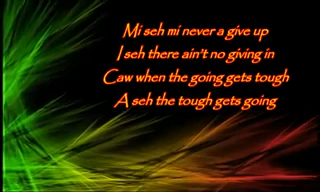 Mi seh mi never a give up
I seh there ain't no giving in
Caw when the going gets tough
A seh the tough gets going